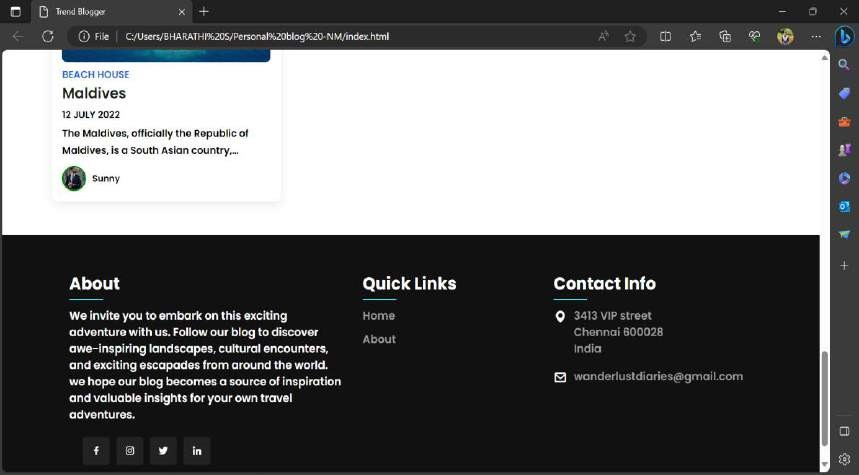 Trend Blogger
File
C:/Users/BHARATHI%20S/Personal%20blog%20-NM/index.html
BEACH HOUSE
Maldives
12 JULY 2022
The Maldives, officially the Republic of
Maldives, is a South Asian country,...
Sunny
About
We invite you to embark on this exciting
adventure with us. Follow our blog to discover
awe-inspiring landscapes, cultural encounters,
and exciting escapades from around the world.
we hope our blog becomes a source of inspiration
and valuable insights for your own travel
adventures.
Quick Links
Home
About
Contact Info
3413 VIP street
Chennai 600028
India
wanderlustdiaries@gmail.com